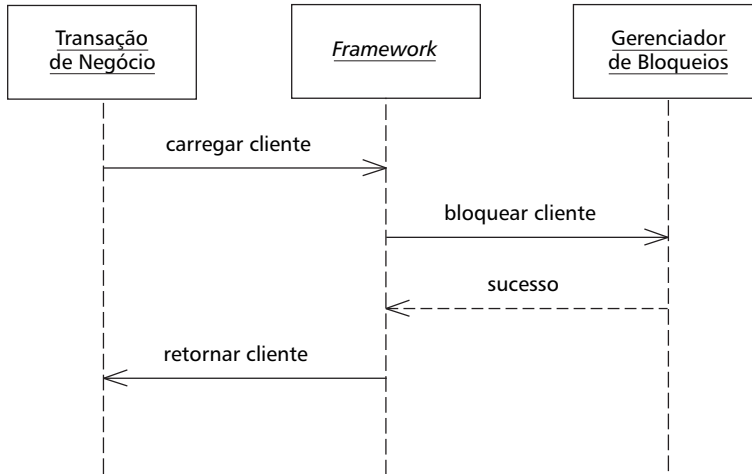 Transação
de Negócio
Framework
Gerenciador
de Bloqueios
carregar cliente
bloquear cliente
sucesso
retornar cliente